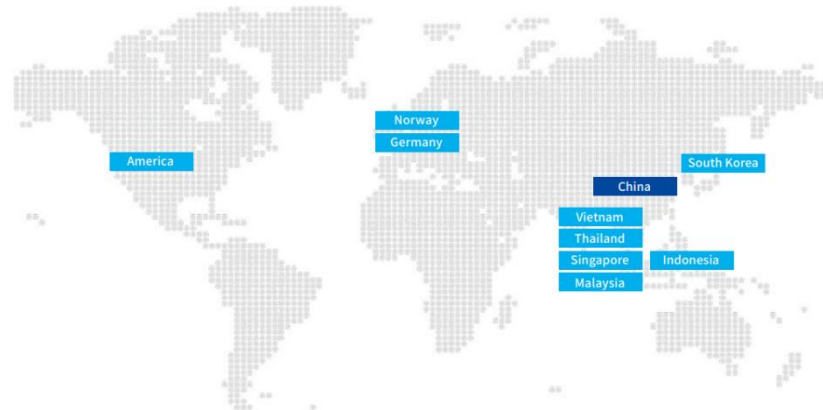 Norway
Germany
America
South Korea
China
Vietnam
Thailand
Singapore
Indonesia
Malaysia